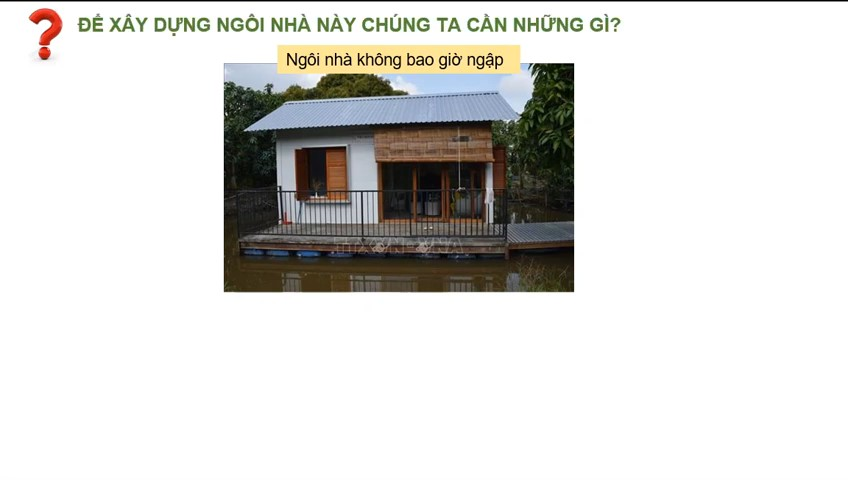 ĐỂ XÂY DỰNG NGÔI NHÀ NÀY CHÚNG TA CẦN NHỮNG GÌ?
Ngôi nhà không bao giờ ngập